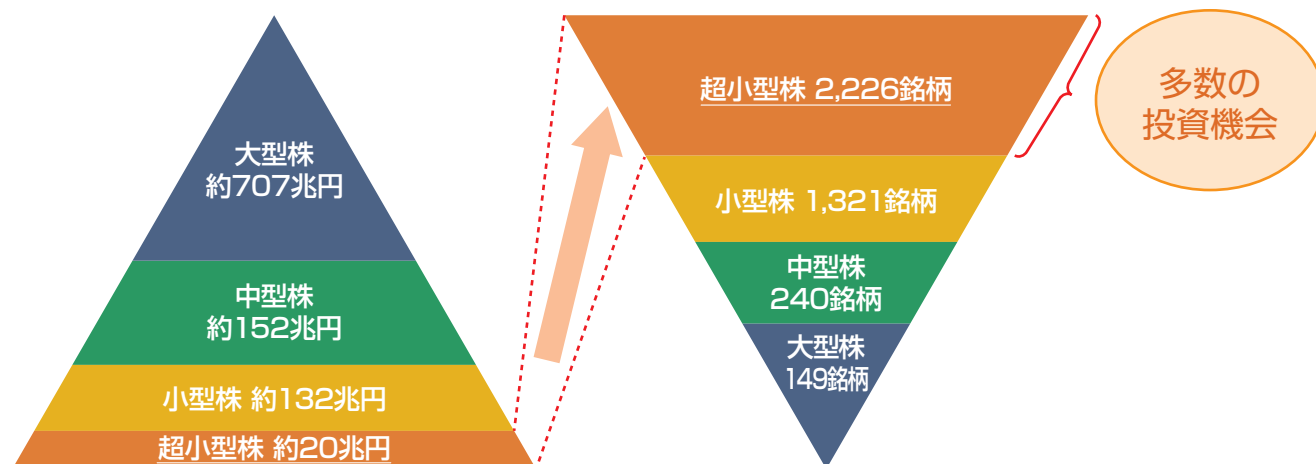 大型株
約707兆円
中型株
約152兆円
小型株 約132兆円
超小型株 約20兆円
超小型株 2,226銘柄
小型株 1,321銘柄
中型株
240銘柄
大型株
149銘柄
多数の
投資機会